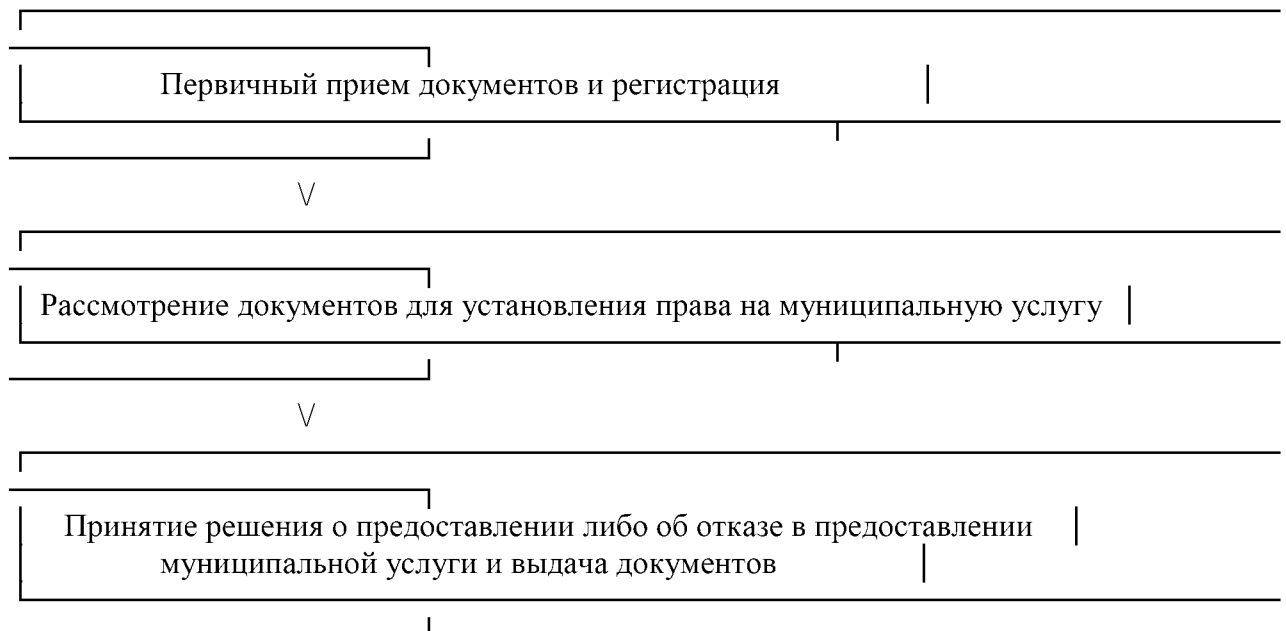 Первичный прием документов и регистрация
\/
Рассмотрение документов для установления права на муниципальную услугу
\/
Принятие решения о предоставлении либо об отказе в предоставлении
муниципальной услуги и выдача документов